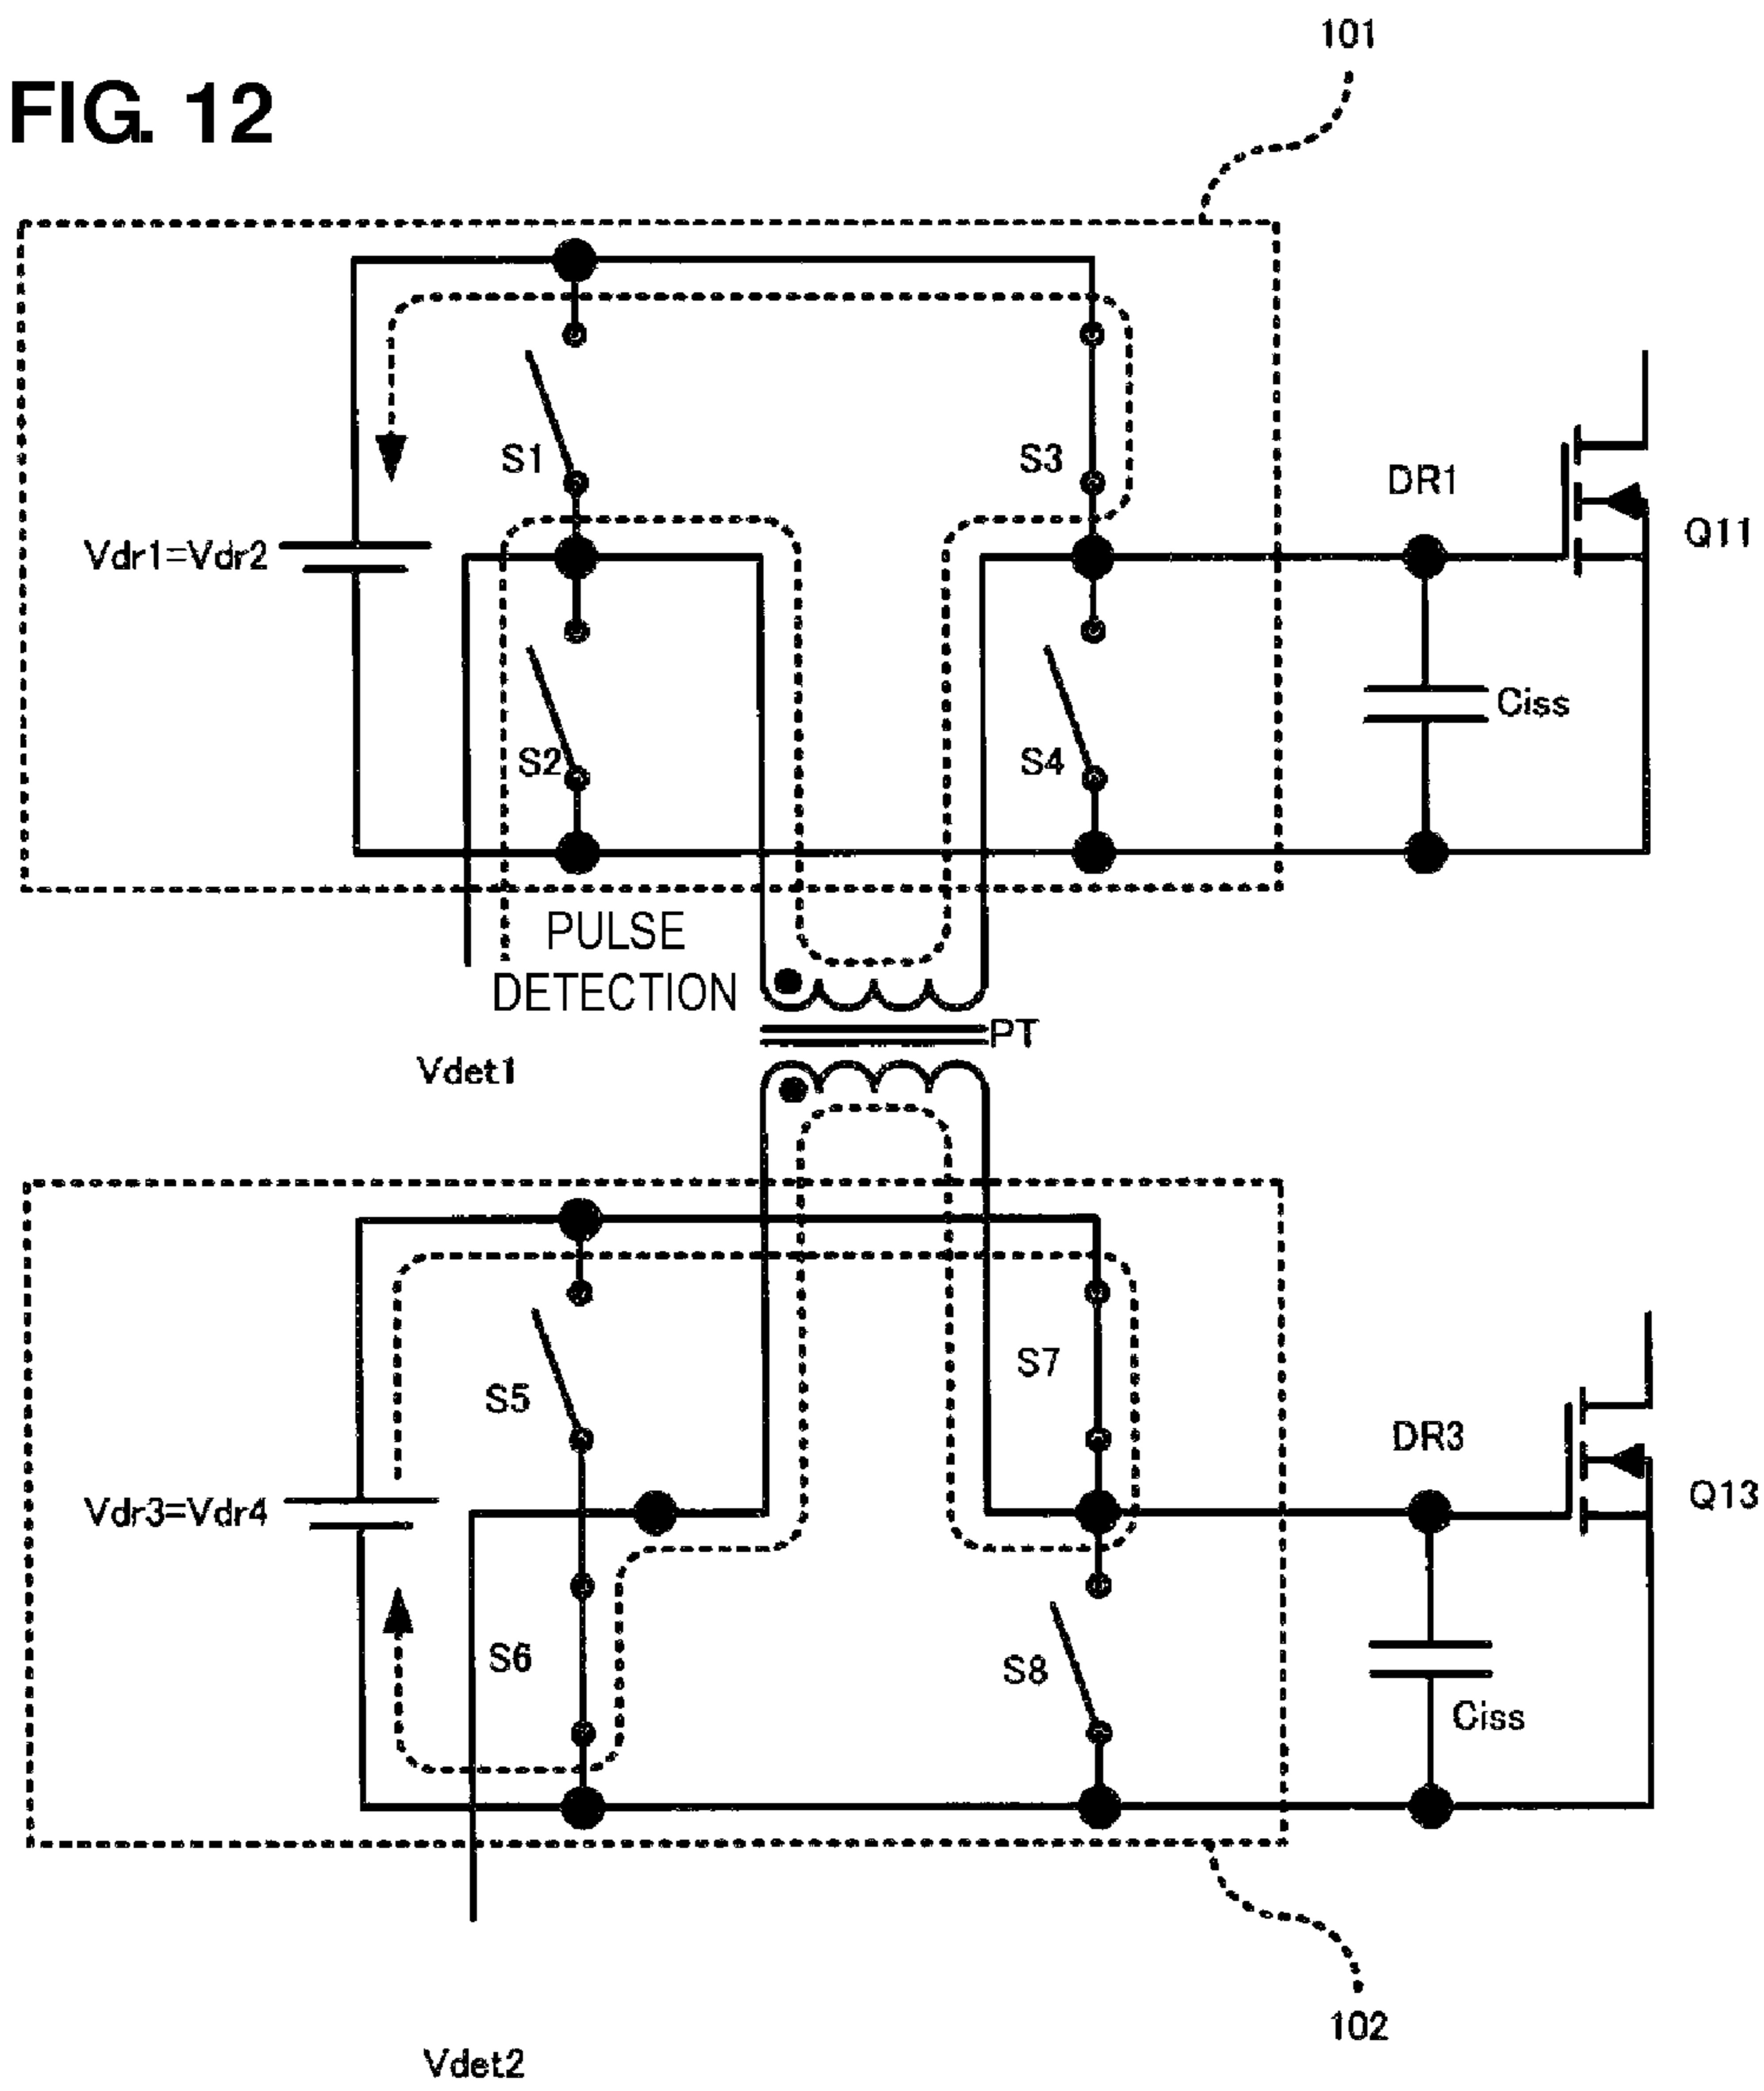 101
FIG. 12
S1
S3
DR1
Q11
Vdr1=Vdr2
S2
S4
Ciss
PULSE
DETECTION
PT
Vdet1
S7
S5
DR3
Q13
Vdr3=Vdr4
S6
S8
Ciss
102
Vdet2